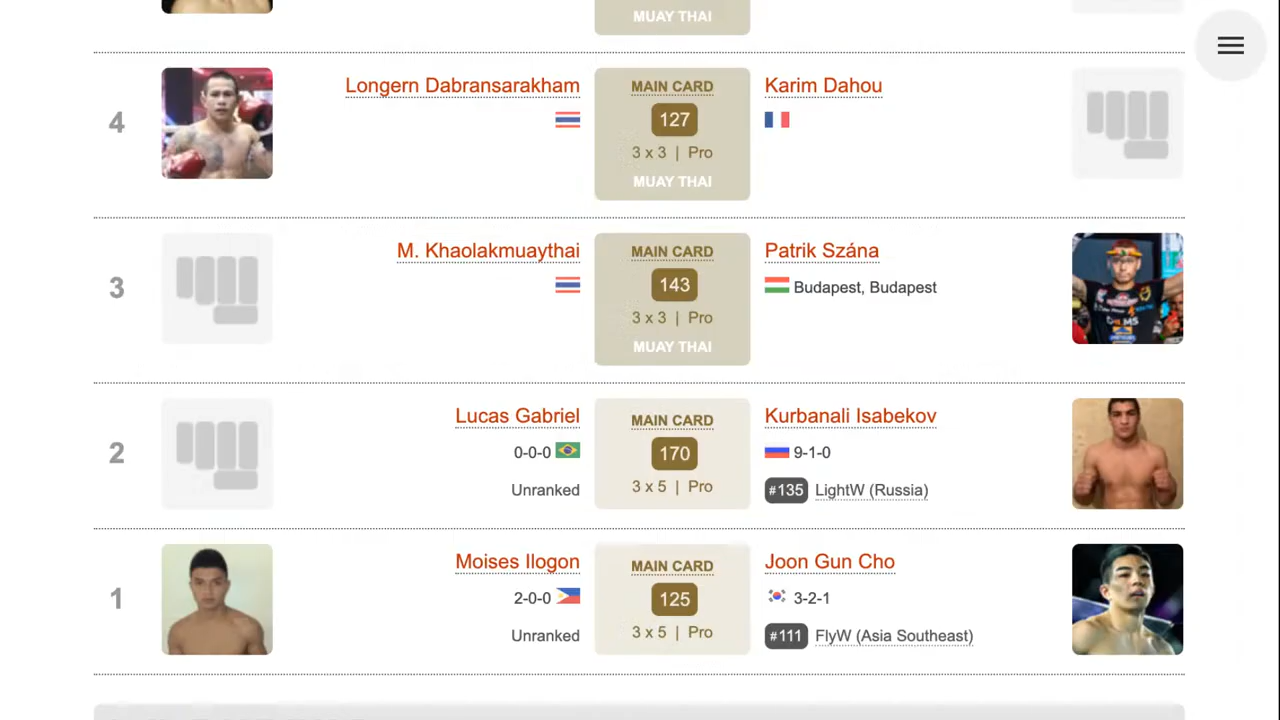 MUAY THAI
4
Longern Dabransarakham
MAIN CARD
127
3 x 3 | Pro
MUAY THAI
Karim Dahou
3
M. Khaolakmuaythai
MAIN CARD
143
3 x 3 | Pro
MUAY THAI
Patrik Szána
Budapest, Budapest
2
Lucas Gabriel
0-0-0
Unranked
MAIN CARD
170
3 x 5 | Pro
Kurbanali Isabekov
9-1-0
#135 LightW (Russia)
1
Moises Ilogon
2-0-0
Unranked
MAIN CARD
125
3 x 5 | Pro
Joon Gun Cho
3-2-1
#111 FlyW (Asia Southeast)